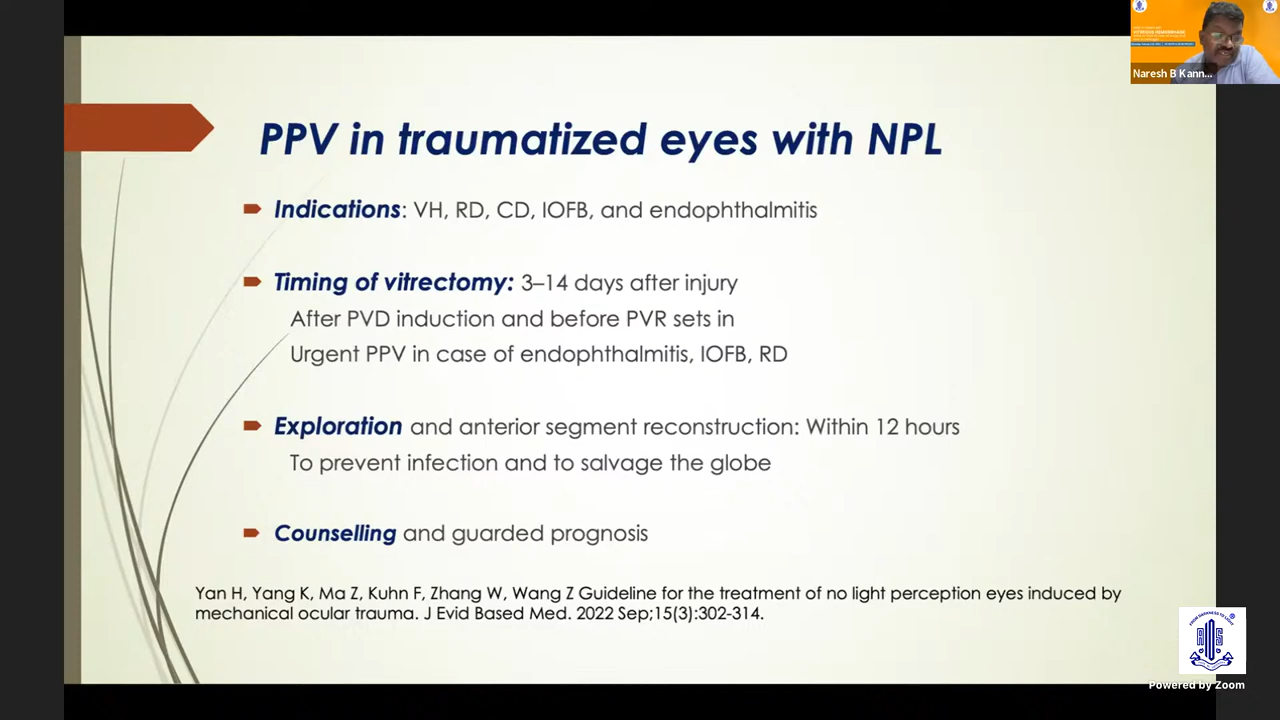 PPV in traumatized eyes with NPL
Indications: VH, RD, CD, IOFB, and endophthalmitis
Timing of vitrectomy: 3–14 days after injury
After PVD induction and before PVR sets in
Urgent PPV in case of endophthalmitis, IOFB, RD
Exploration and anterior segment reconstruction: Within 12 hours
To prevent infection and to salvage the globe
Counselling and guarded prognosis
Yan H, Yang K, Ma Z, Kuhn F, Zhang W, Wang Z Guideline for the treatment of no light perception eyes induced by
mechanical ocular trauma. J Evid Based Med. 2022 Sep;15(3):302-314.
VITREOUS HEMORRHAGE
Naresh B Kann...
Powered by Zoom